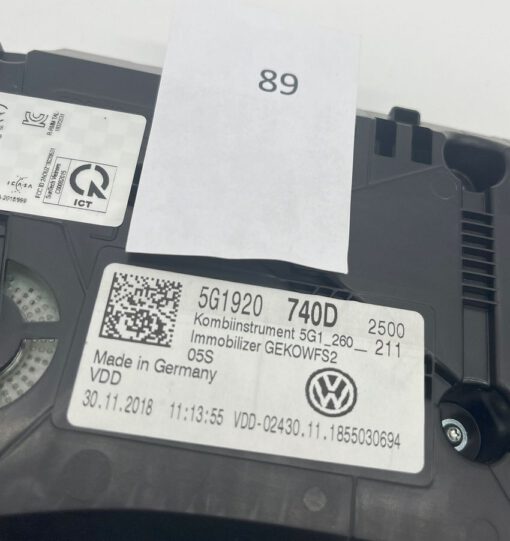 89
ICT
5G1920 740D 2500
Kombiinstrument 5G1_260_ 211
Immobilizer GEKOWFS2
05S
Made in Germany
VDD
30.11.2018 11:13:55 VDD-02430.11.1855030694